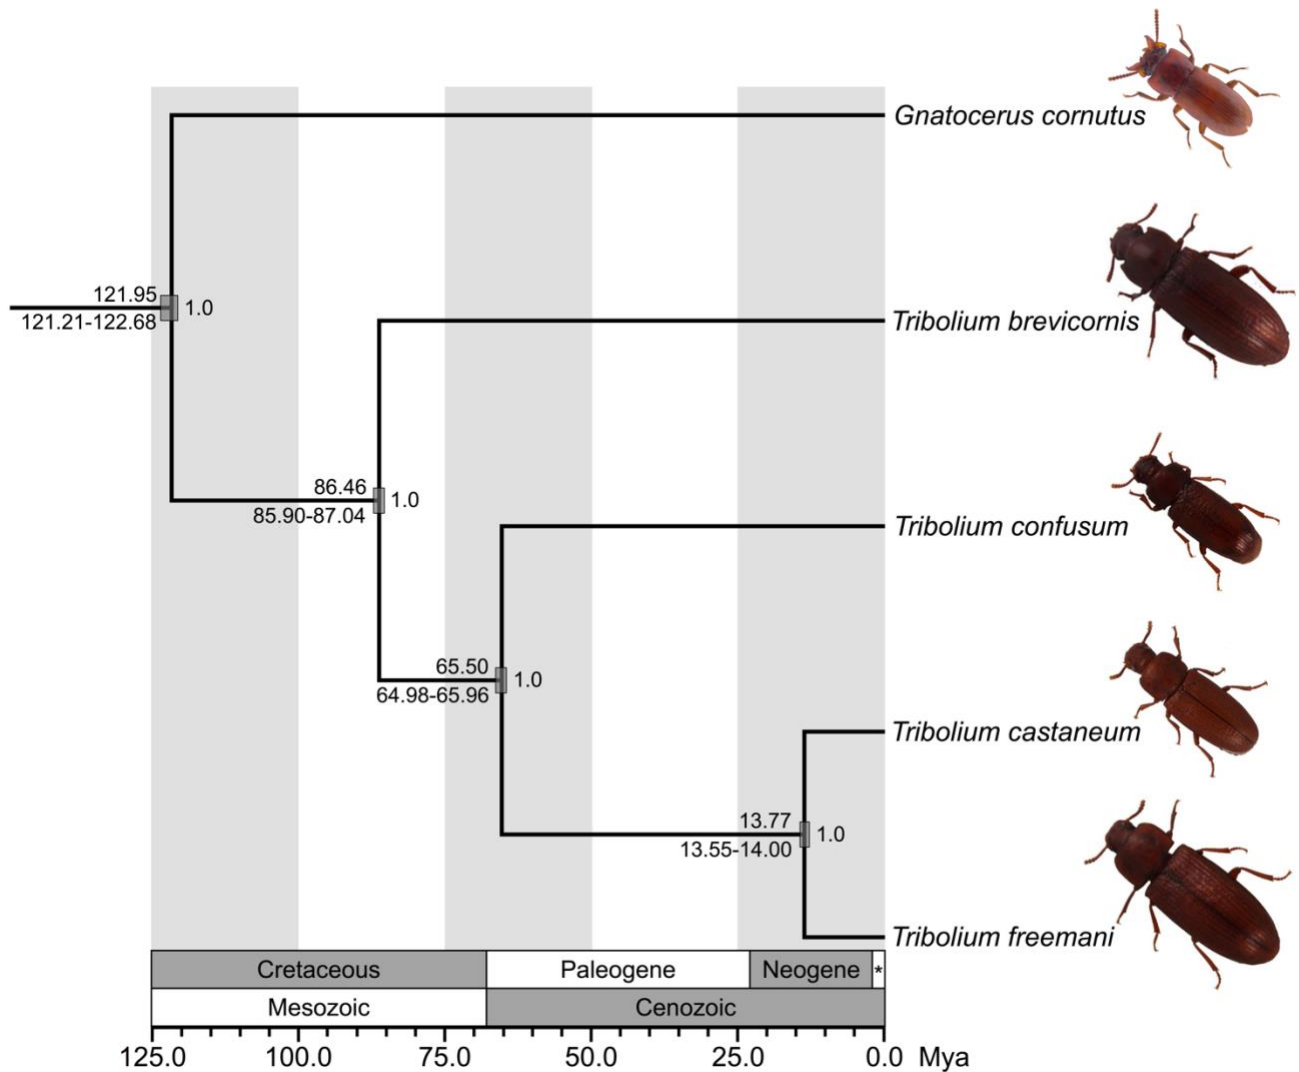 Gnatocerus cornutus
121.95
121.21-122.68
1.0
Tribolium brevicornis
86.46
85.90-87.04
1.0
Tribolium confusum
65.50
64.98-65.96
1.0
Tribolium castaneum
13.77
13.55-14.00
1.0
Tribolium freemani
Cretaceous Paleogene Neogene *
Mesozoic Cenozoic
125.0 100.0 75.0 50.0 25.0 0.0 Mya